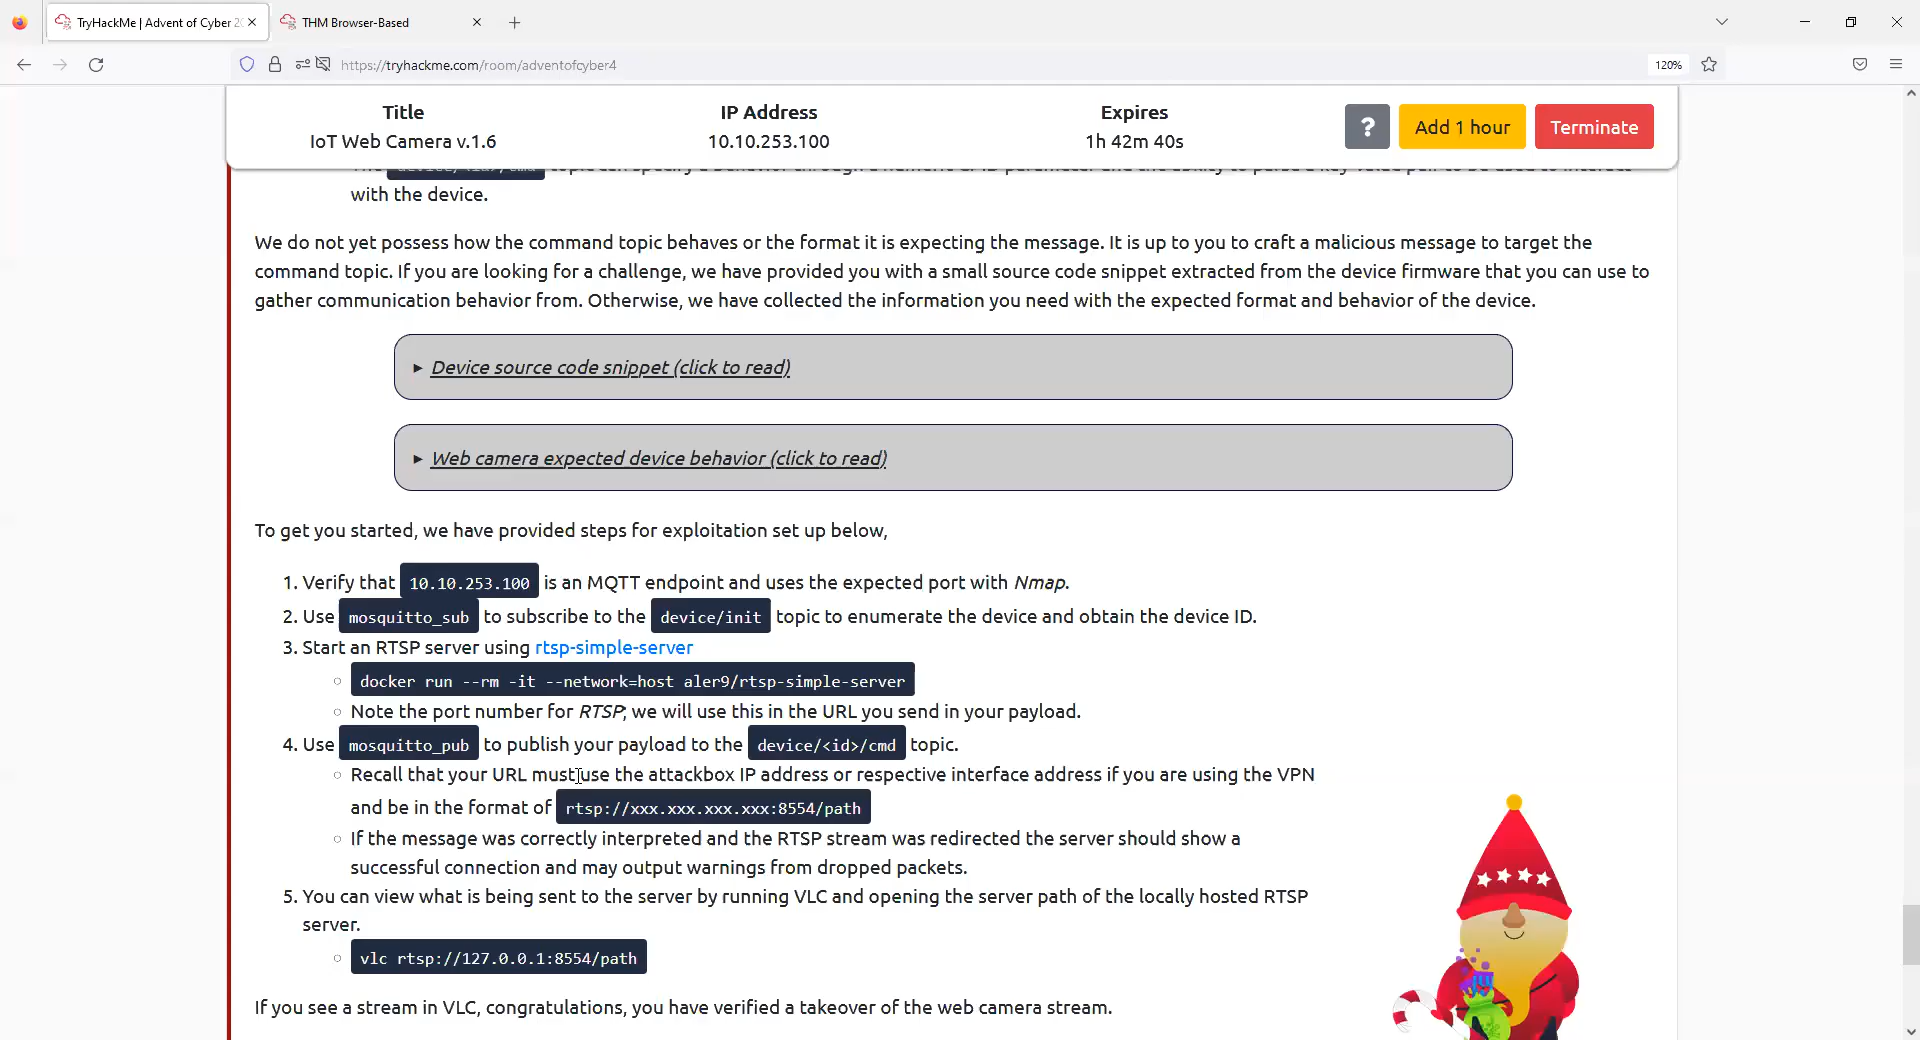 TryHackMe | Advent of Cyber 20
THM Browser-Based
https://tryhackme.com/room/adventofcyber4
120%
Title
IP Address
Expires
IoT Web Camera v.1.6
10.10.253.100
1h 42m 40s
?
Add 1 hour
Terminate
with the device.
We do not yet possess how the command topic behaves or the format it is expecting the message. It is up to you to craft a malicious message to target the
command topic. If you are looking for a challenge, we have provided you with a small source code snippet extracted from the device firmware that you can use to
gather communication behavior from. Otherwise, we have collected the information you need with the expected format and behavior of the device.
▸ Device source code snippet (click to read)
▸ Web camera expected device behavior (click to read)
To get you started, we have provided steps for exploitation set up below,
1. Verify that 10.10.253.100 is an MQTT endpoint and uses the expected port with Nmap.
2. Use mosquitto_sub to subscribe to the device/init topic to enumerate the device and obtain the device ID.
3. Start an RTSP server using rtsp-simple-server
○ docker run --rm -it --network=host aler9/rtsp-simple-server
○ Note the port number for RTSP; we will use this in the URL you send in your payload.
4. Use mosquitto_pub to publish your payload to the device/<id>/cmd topic.
○ Recall that your URL must use the attackbox IP address or respective interface address if you are using the VPN
and be in the format of rtsp://xxx.xxx.xxx.xxx:8554/path
○ If the message was correctly interpreted and the RTSP stream was redirected the server should show a
successful connection and may output warnings from dropped packets.
5. You can view what is being sent to the server by running VLC and opening the server path of the locally hosted RTSP
server.
○ vlc rtsp://127.0.0.1:8554/path
If you see a stream in VLC, congratulations, you have verified a takeover of the web camera stream.